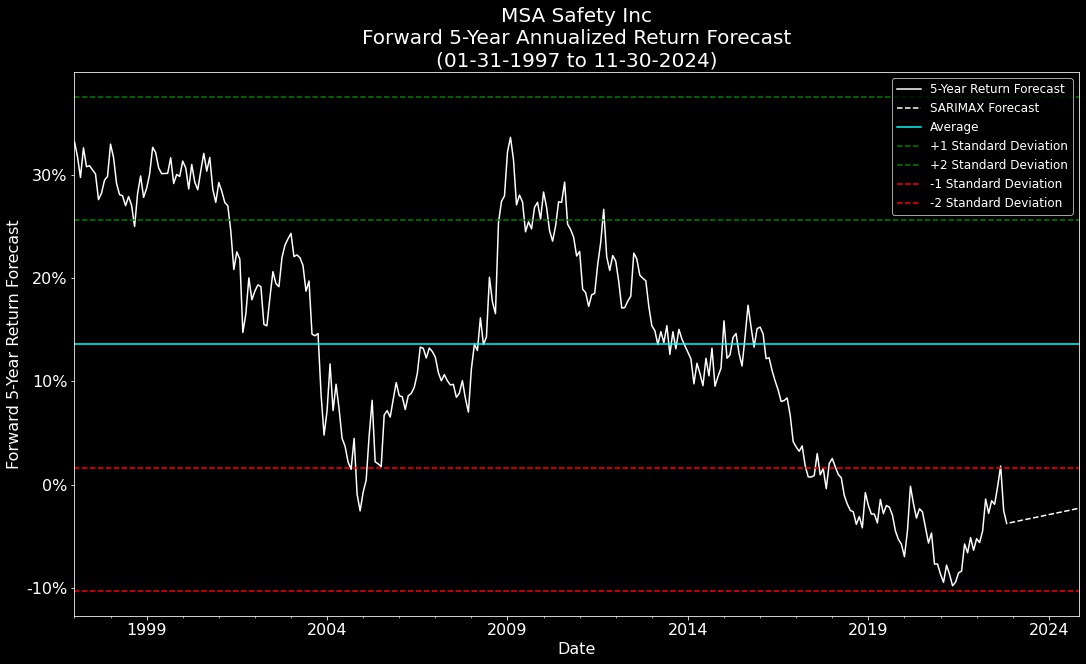 MSA Safety Inc
Forward 5-Year Annualized Return Forecast
(01-31-1997 to 11-30-2024)
5-Year Return Forecast
SARIMAX Forecast
Average
+1 Standard Deviation
+2 Standard Deviation
-1 Standard Deviation
-2 Standard Deviation
Forward 5-Year Return Forecast
30%
20%
10%
0%
-10%
1999
2004
2009
2014
2019
2024
Date